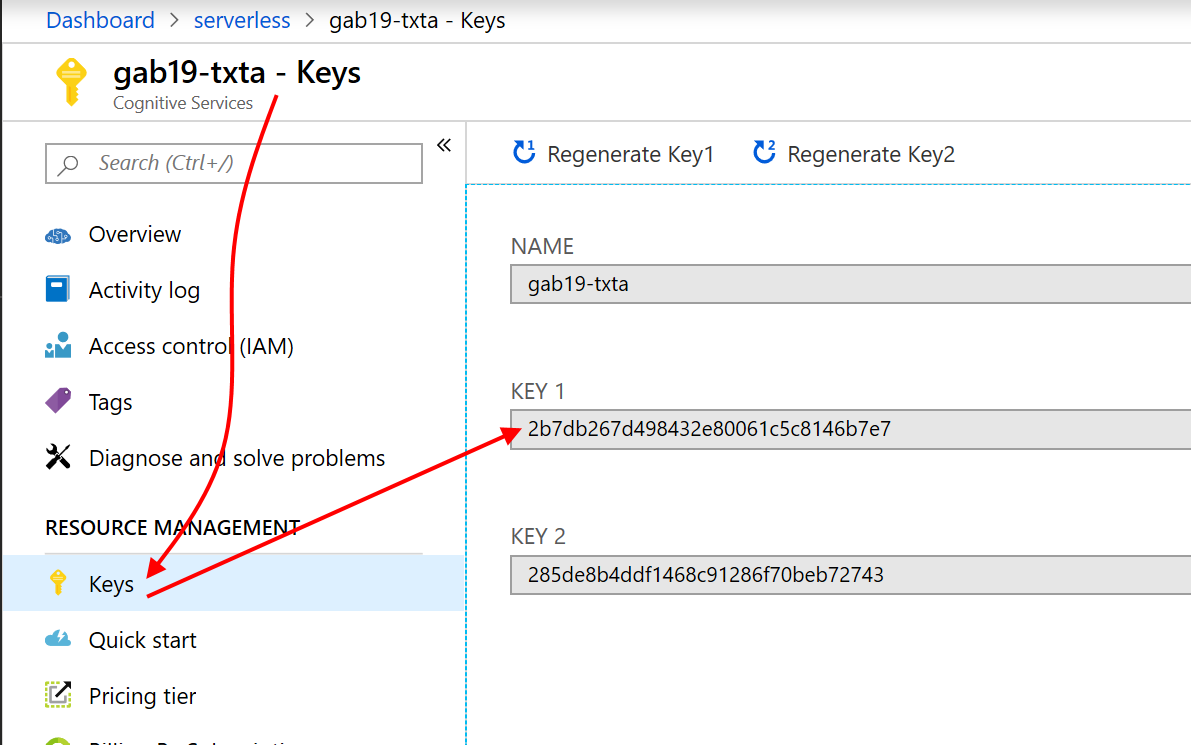 Dashboard > serverless > gab19-txta - Keys
gab19-txta - Keys
Cognitive Services
Search (Ctrl+/)
«
1 Regenerate Key1
2 Regenerate Key2
Overview
Activity log
Access control (IAM)
Tags
Diagnose and solve problems
RESOURCE MANAGEMENT
Keys
Quick start
Pricing tier
NAME
gab19-txta
KEY 1
2b7db267d498432e80061c5c8146b7e7
KEY 2
285de8b4ddf1468c91286f70beb72743